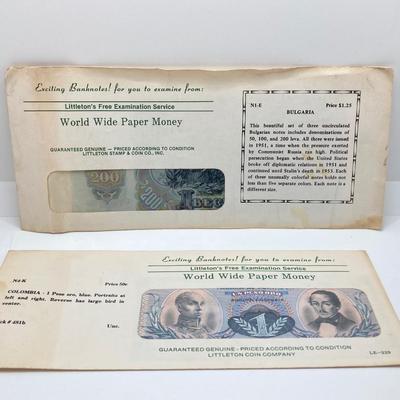 Exciting Banknotes! for you to examine from:
Littleton's Free Examination Service
World Wide Paper Money
GUARANTEED GENUINE — PRICED ACCORDING TO CONDITION
LITTLETON STAMP & COIN CO., INC.
200
200
N1-E Price $1.25
BULGARIA
This beautiful set of three uncirculated
Bulgarian notes includes denominations of
50, 100, and 200 leva. All three were issued
in 1951, a time when the pressure exerted
by Communist Russia ran high. Political
persecution began when the United States
broke off diplomatic relations in 1951 and
continued until Stalin's death in 1953. Each
of these unusually colorful notes holds not
less than five separate colors. Each note is a
different size.
Exciting Banknotes! for you to examine from:
Littleton's Free Examination Service
World Wide Paper Money
Price 50c
COLOMBIA - 1 Peso oro, blue. Portraits at
left and right. Reverse has large bird in
# 481b
Unc.
1
GUARANTEED GENUINE - PRICED ACCORDING TO CONDITION
LITTLETON COIN COMPANY